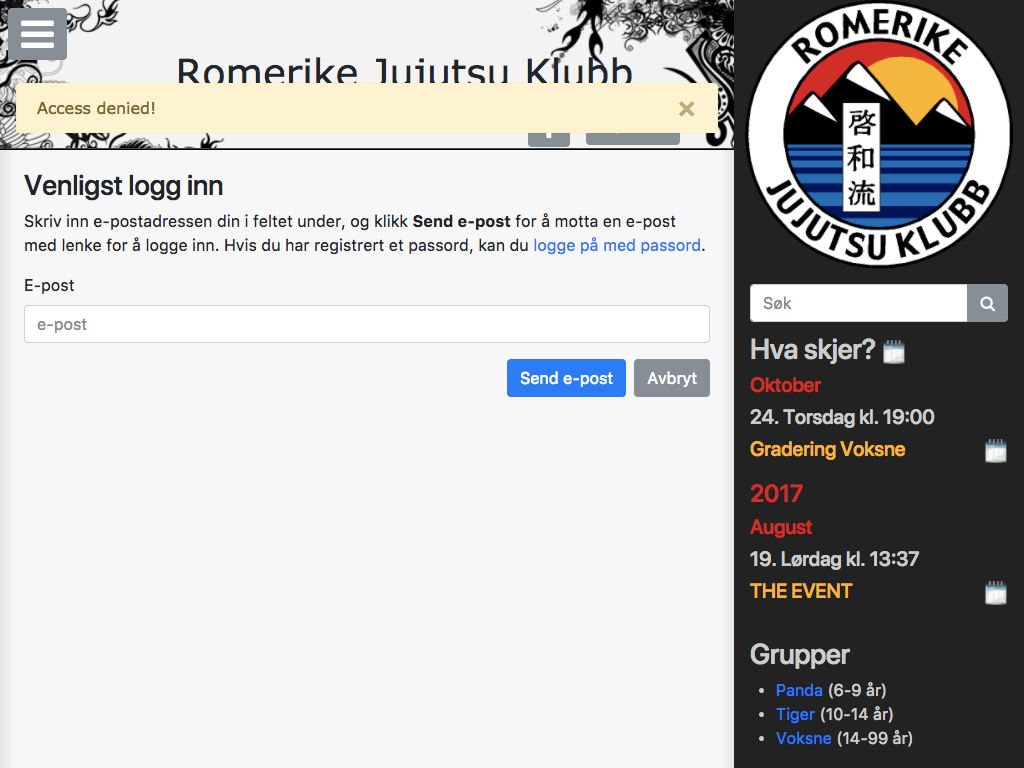 Romerike Jujutsu Klubb
Access denied!
×
Venligst logg inn
Skriv inn e-postadressen din i feltet under, og klikk Send e-post for å motta en e-post
med lenke for å logge inn. Hvis du har registrert et passord, kan du logge på med passord.
E-post
e-post
Send e-post
Avbryt
ROMERIKE
啓和流
JUJUTSU KLUBB
Søk
Hva skjer?
Oktober
24. Torsdag kl. 19:00
Gradering Voksne
2017
August
19. Lørdag kl. 13:37
THE EVENT
Grupper
• Panda (6-9 år)
• Tiger (10-14 år)
• Voksne (14-99 år)